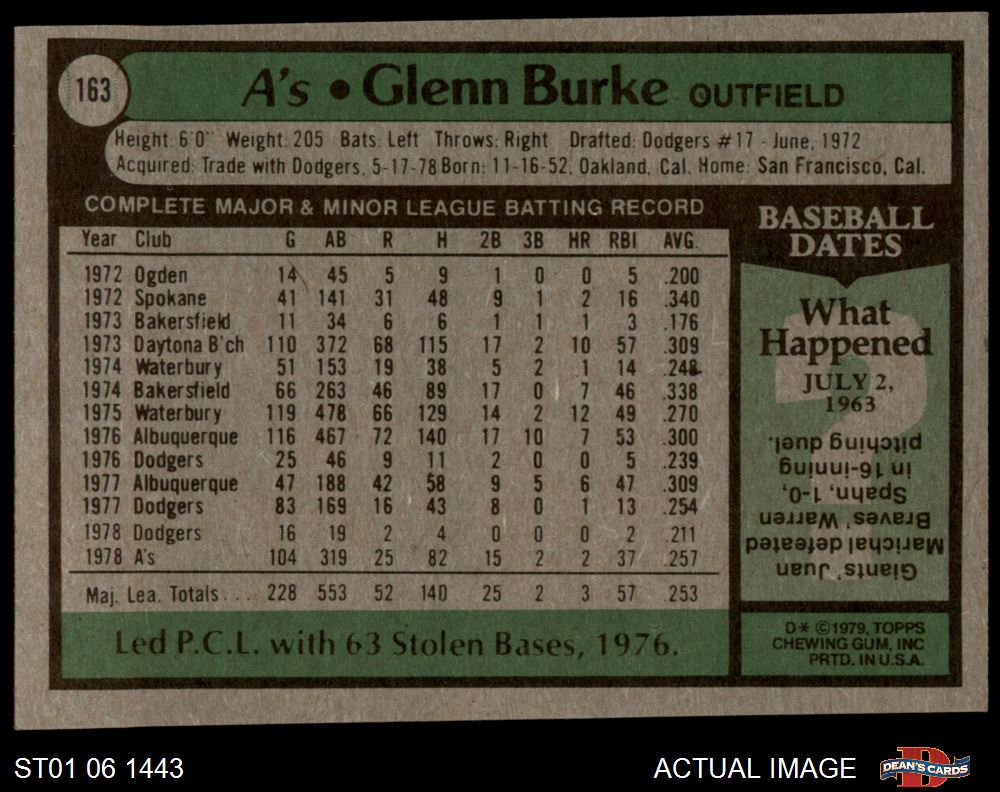 163
A's • Glenn Burke OUTFIELD
Height: 6'0" Weight: 205 Bats: Left Throws: Right Drafted: Dodgers #17 - June, 1972
Acquired: Trade with Dodgers, 5-17-78 Born: 11-16-52, Oakland, Cal. Home: San Francisco, Cal.
COMPLETE MAJOR & MINOR LEAGUE BATTING RECORD
Year Club G AB R H 2B 3B HR RBI AVG.
1972 Ogden 14 45 5 9 1 0 0 5 .200
1972 Spokane 41 141 31 48 9 1 2 16 .340
1973 Bakersfield 11 34 6 6 1 1 1 3 .176
1973 Daytona B'ch 110 372 68 115 17 2 10 57 .309
1974 Waterbury 51 153 19 38 5 2 1 14 .248
1974 Bakersfield 66 263 46 89 17 0 7 46 .338
1975 Waterbury 119 478 66 129 14 2 12 49 .270
1976 Albuquerque 116 467 72 140 17 10 7 53 .300
1976 Dodgers 25 46 9 11 2 0 0 5 .239
1977 Albuquerque 47 188 42 58 9 5 6 47 .309
1977 Dodgers 83 169 16 43 8 0 1 13 .254
1978 Dodgers 16 19 2 4 0 0 0 2 .211
1978 A's 104 319 25 82 15 2 2 37 .257
Maj. Lea. Totals . . . 228 553 52 140 25 2 3 57 .253
Led P.C.L. with 63 Stolen Bases, 1976.
BASEBALL
DATES
What
Happened
JULY 2,
1963
Giants' Juan
Marichal defeated
Braves' Warren
Spahn, 1-0,
in 16-inning
pitching duel.
D* ©1979, TOPPS
CHEWING GUM, INC
PRTD. IN U.S.A.
ST01 06 1443
ACTUAL IMAGE
D
DEAN'S CARDS